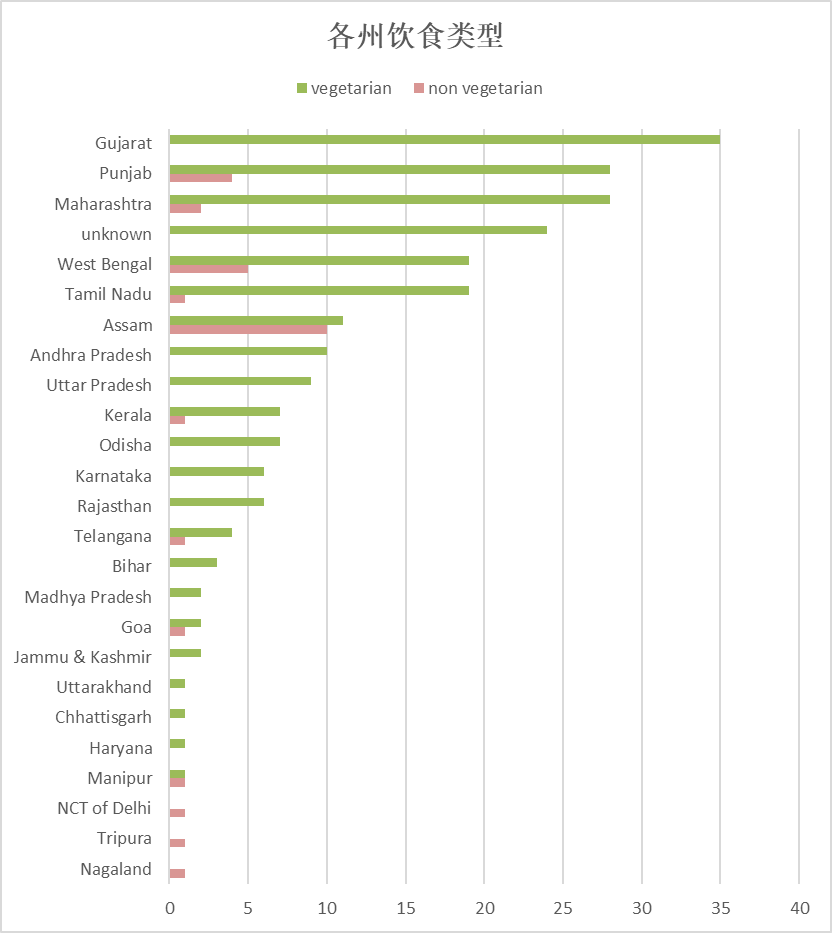 各州饮食类型
vegetarian non vegetarian
Gujarat
Punjab
Maharashtra
unknown
West Bengal
Tamil Nadu
Assam
Andhra Pradesh
Uttar Pradesh
Kerala
Odisha
Karnataka
Rajasthan
Telangana
Bihar
Madhya Pradesh
Goa
Jammu & Kashmir
Uttarakhand
Chhattisgarh
Haryana
Manipur
NCT of Delhi
Tripura
Nagaland
0 5 10 15 20 25 30 35 40